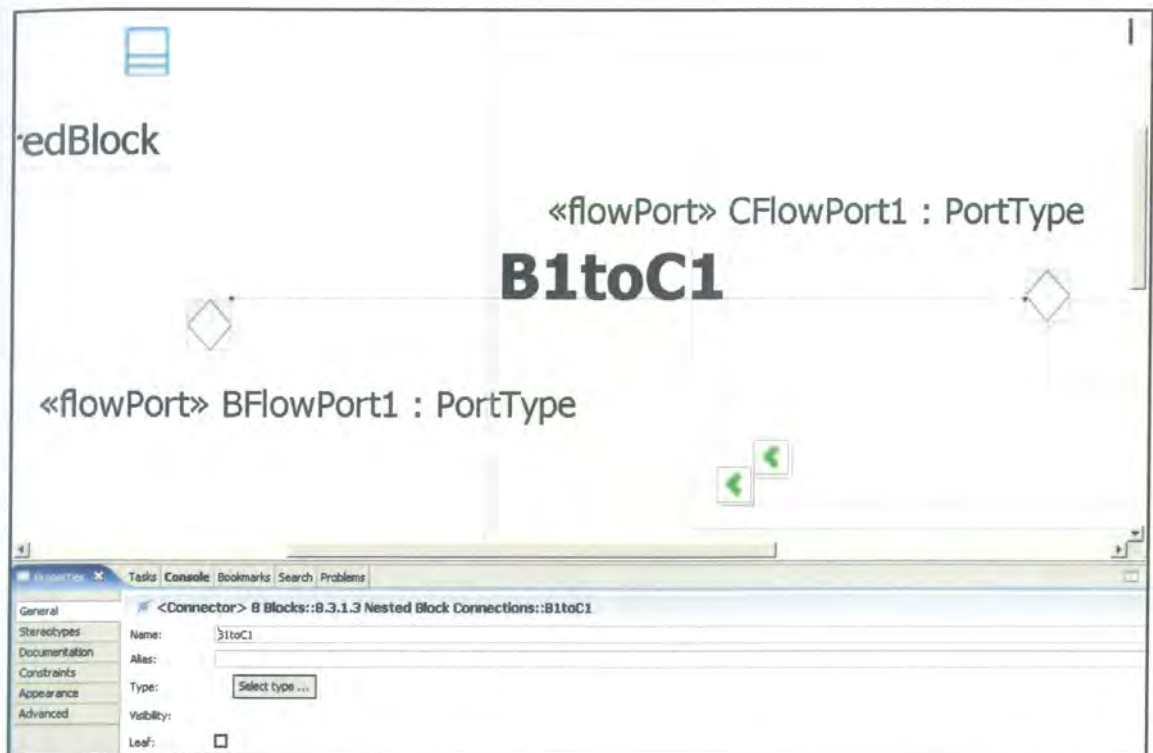 redBlock
«flowPort» CFlowPort1 : PortType
B1toC1
«flowPort» BFlowPort1 : PortType
Properties Tasks Console Bookmarks Search Problems
<Connector> 8 Blocks::8.3.1.3 Nested Block Connections::B1toC1
General
Stereotypes
Documentation
Constraints
Appearance
Advanced
Name: B1toC1
Alias:
Type: Select type ...
Visibility:
Leaf: